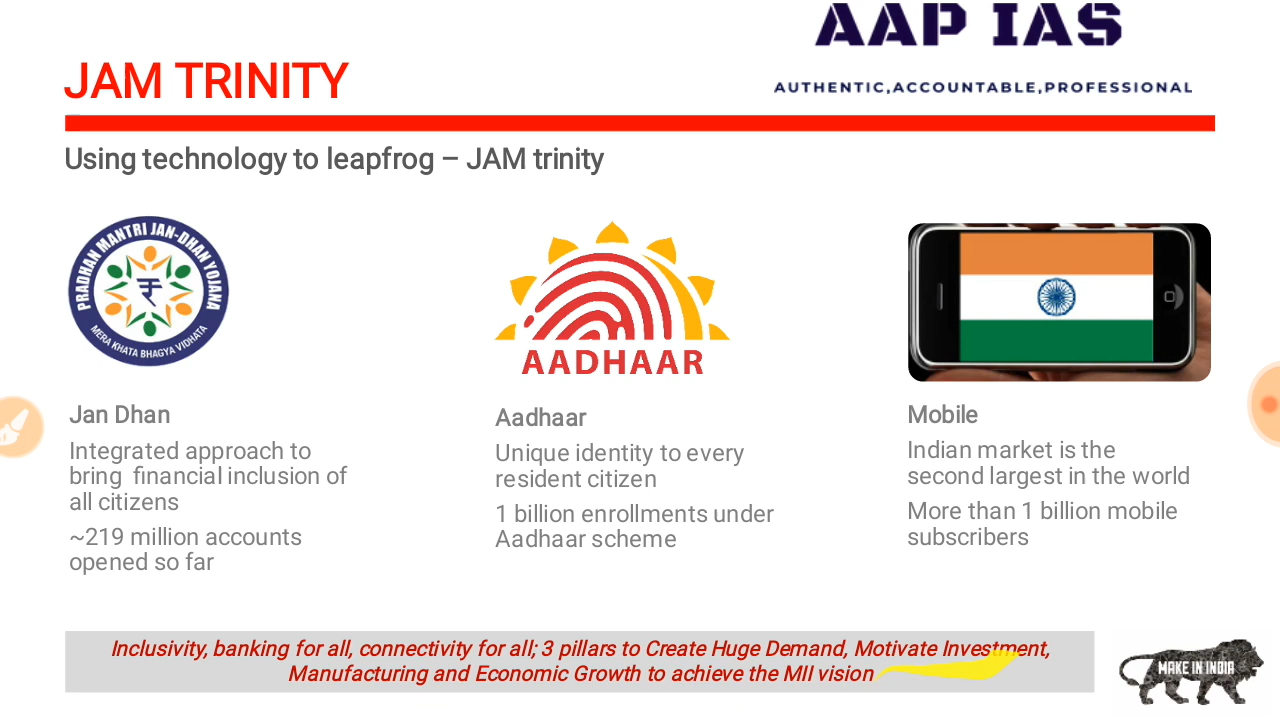 AAP IAS
AUTHENTIC,ACCOUNTABLE,PROFESSIONAL
JAM TRINITY
Using technology to leapfrog – JAM trinity
PRADHAN MANTRI JAN-DHAN YOJANA
MERA KHATA BHAGYA VIDHATA
AADHAAR
Jan Dhan
Integrated approach to
bring financial inclusion of
all citizens
~219 million accounts
opened so far
Aadhaar
Unique identity to every
resident citizen
1 billion enrollments under
Aadhaar scheme
Mobile
Indian market is the
second largest in the world
More than 1 billion mobile
subscribers
Inclusivity, banking for all, connectivity for all; 3 pillars to Create Huge Demand, Motivate Investment,
Manufacturing and Economic Growth to achieve the MII vision
MAKE IN INDIA